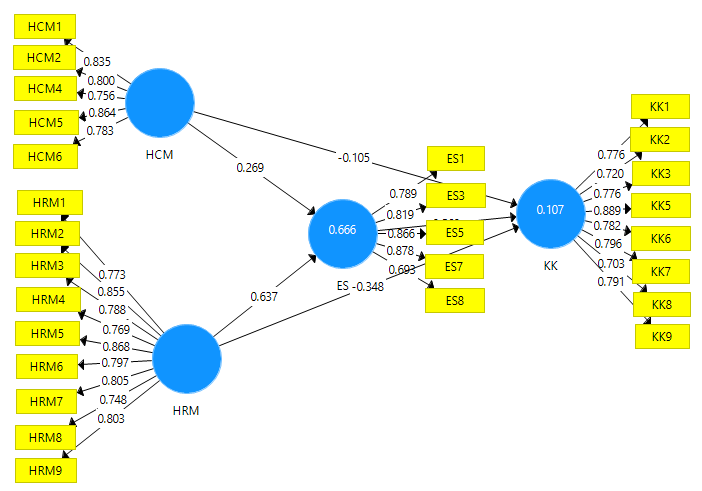 HCM1
HCM2
HCM4
HCM5
HCM6
0.835
0.800
0.756
0.864
0.783
HCM
HRM1
HRM2
HRM3
HRM4
HRM5
HRM6
HRM7
HRM8
HRM9
0.773
0.855
0.788
0.769
0.868
0.797
0.805
0.748
0.803
HRM
0.269
0.637
-0.105
-0.348
0.666
ES
ES1
ES3
ES5
ES7
ES8
0.789
0.819
0.866
0.878
0.693
0.107
KK
0.776
0.720
0.776
0.889
0.782
0.796
0.703
0.791
KK1
KK2
KK3
KK5
KK6
KK7
KK8
KK9